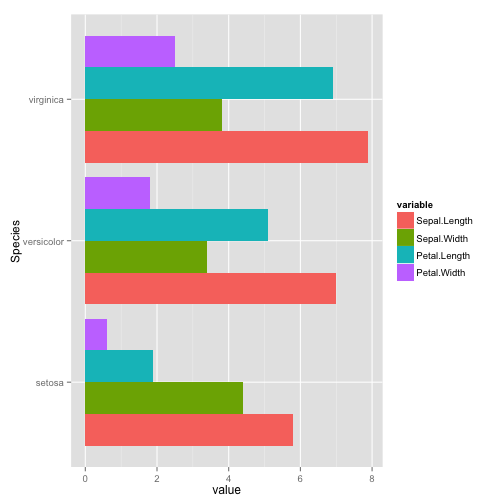 virginica
versicolor
setosa
Species
0 2 4 6 8
value
variable
Sepal.Length
Sepal.Width
Petal.Length
Petal.Width